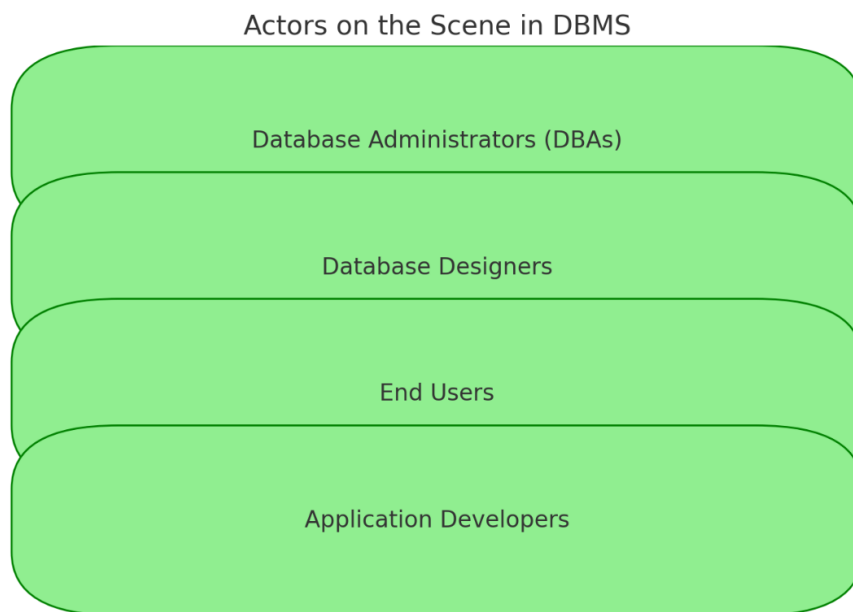 Actors on the Scene in DBMS
Database Administrators (DBAs)
Database Designers
End Users
Application Developers